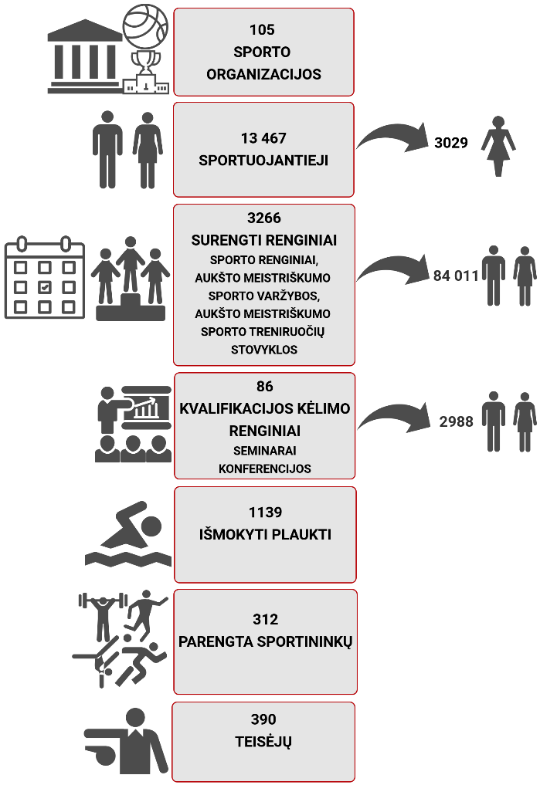 105
SPORTO
ORGANIZACIJOS
13 467
SPORTUOJANTIEJI
3029
3266
SURENGTI RENGINIAI
SPORTO RENGINIAI,
AUKŠTO MEISTRIŠKUMO
SPORTO VARŽYBOS,
AUKŠTO MEISTRIŠKUMO
SPORTO TRENIRUOČIŲ
STOVYKLOS
84 011
86
KVALIFIKACIJOS KĖLIMO
RENGINIAI
SEMINARAI
KONFERENCIJOS
2988
1139
IŠMOKYTI PLAUKTI
312
PARENGTA SPORTININKŲ
390
TEISĖJŲ